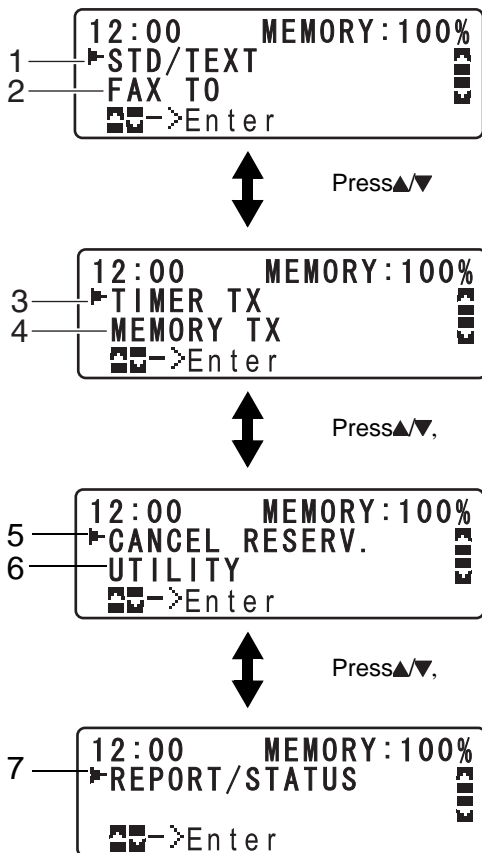 12:00 MEMORY:100%
1 STD/TEXT
2 FAX TO
->Enter
Press▲/▼
12:00 MEMORY:100%
3 TIMER TX
4 MEMORY TX
->Enter
Press▲/▼,
12:00 MEMORY:100%
5 CANCEL RESERV.
6 UTILITY
->Enter
Press▲/▼,
12:00 MEMORY:100%
7 REPORT/STATUS
->Enter